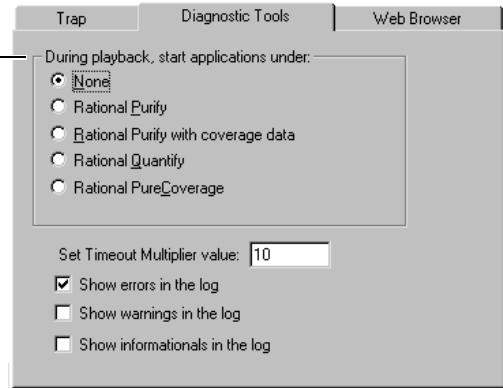 Trap Diagnostic Tools Web Browser
During playback, start applications under:
None
Rational Purify
Rational Purify with coverage data
Rational Quantify
Rational PureCoverage
Set Timeout Multiplier value: 10
Show errors in the log
Show warnings in the log
Show informationals in the log